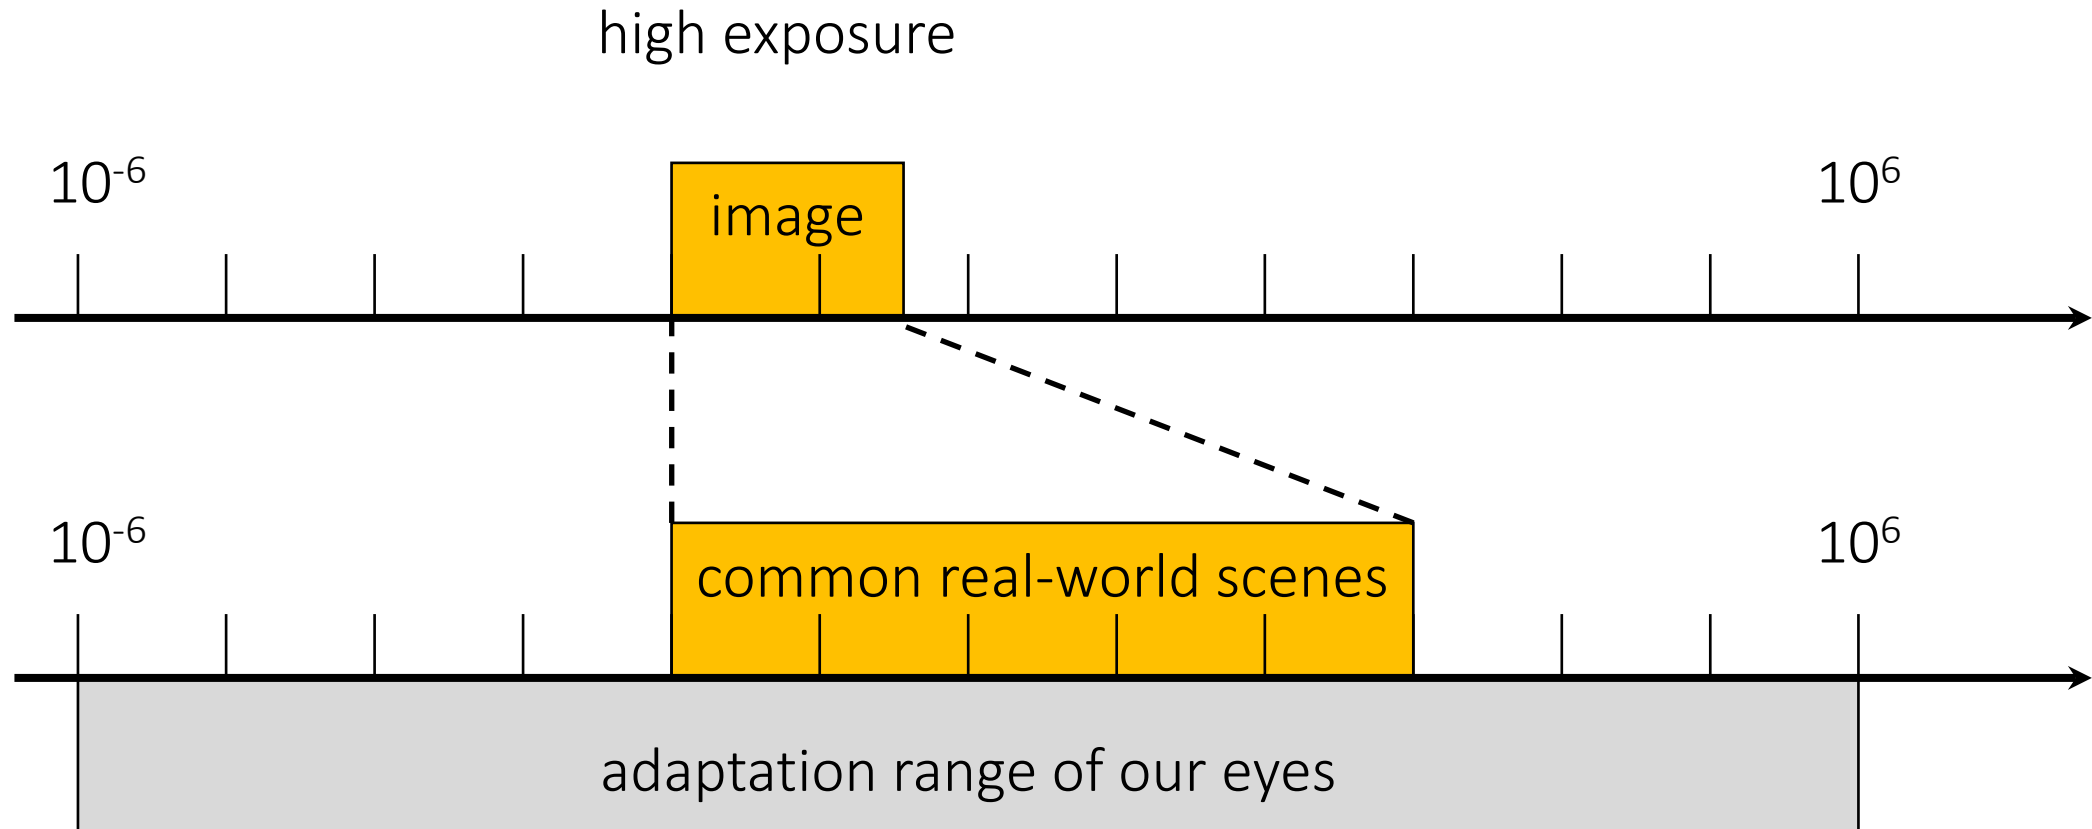 high exposure
10⁻⁶
10⁶
image
10⁻⁶
10⁶
common real-world scenes
adaptation range of our eyes